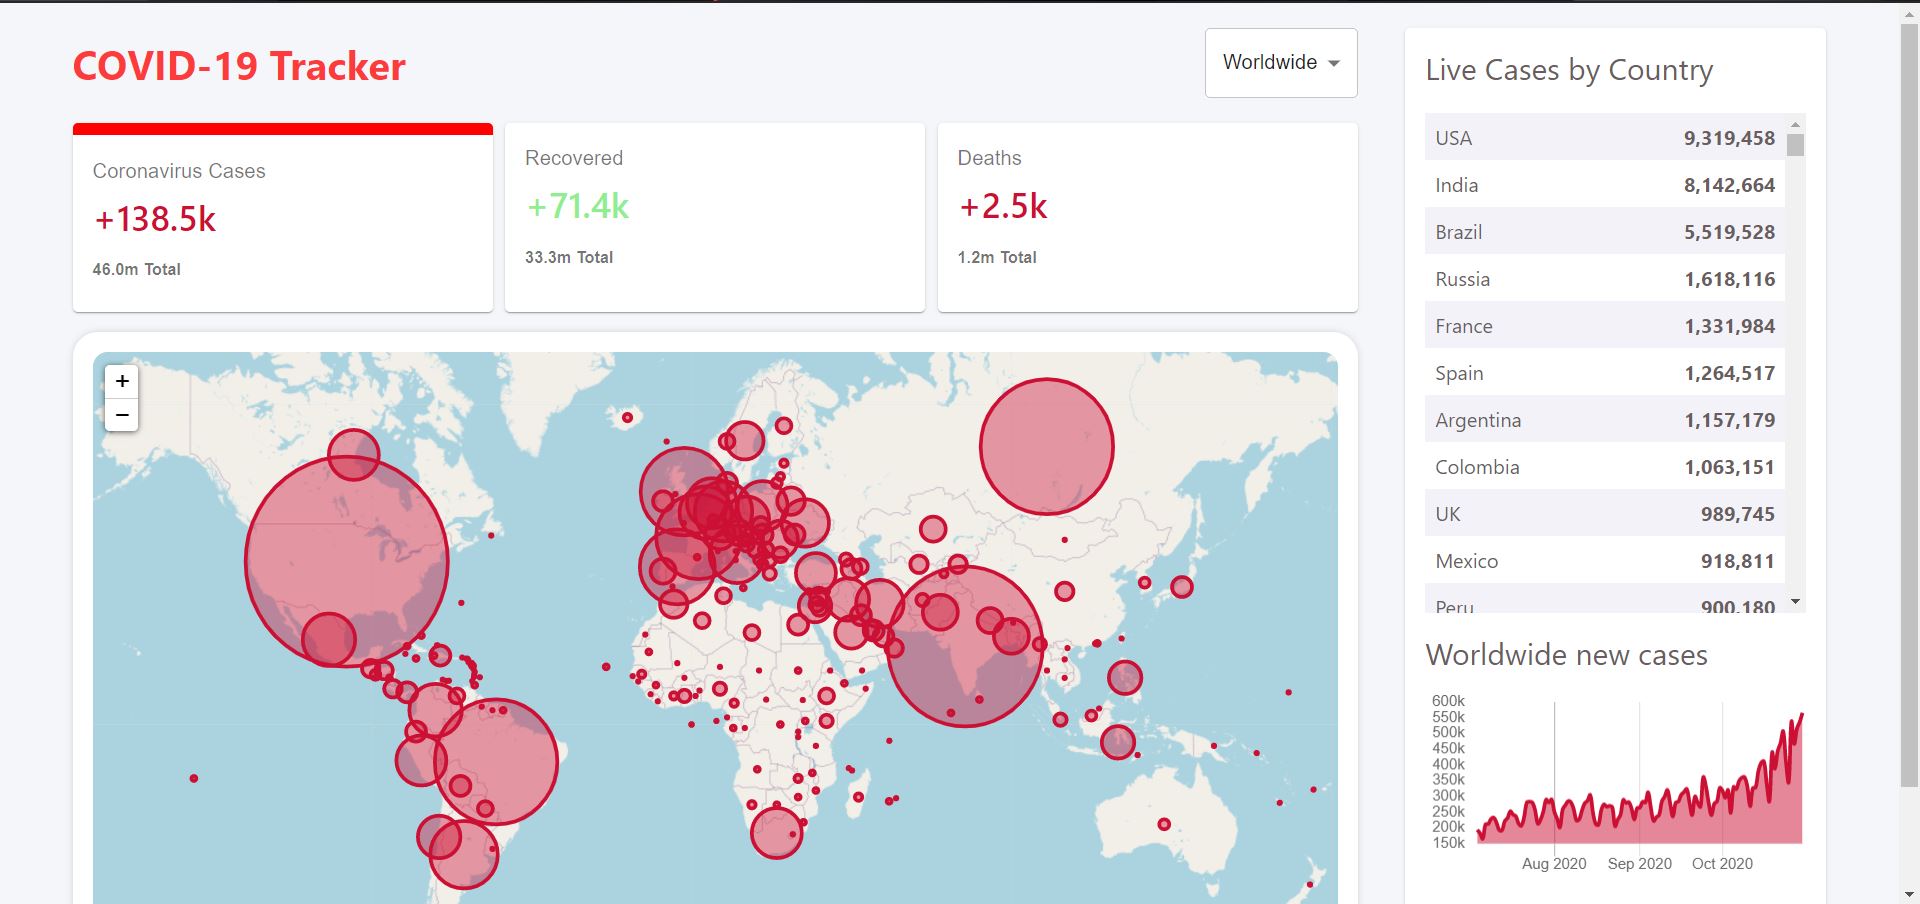 COVID-19 Tracker
Worldwide
Coronavirus Cases
+138.5k
46.0m Total
Recovered
+71.4k
33.3m Total
Deaths
+2.5k
1.2m Total
+
−
Live Cases by Country
USA 9,319,458
India 8,142,664
Brazil 5,519,528
Russia 1,618,116
France 1,331,984
Spain 1,264,517
Argentina 1,157,179
Colombia 1,063,151
UK 989,745
Mexico 918,811
Peru 900,180
Worldwide new cases
600k
550k
500k
450k
400k
350k
300k
250k
200k
150k
Aug 2020 Sep 2020 Oct 2020